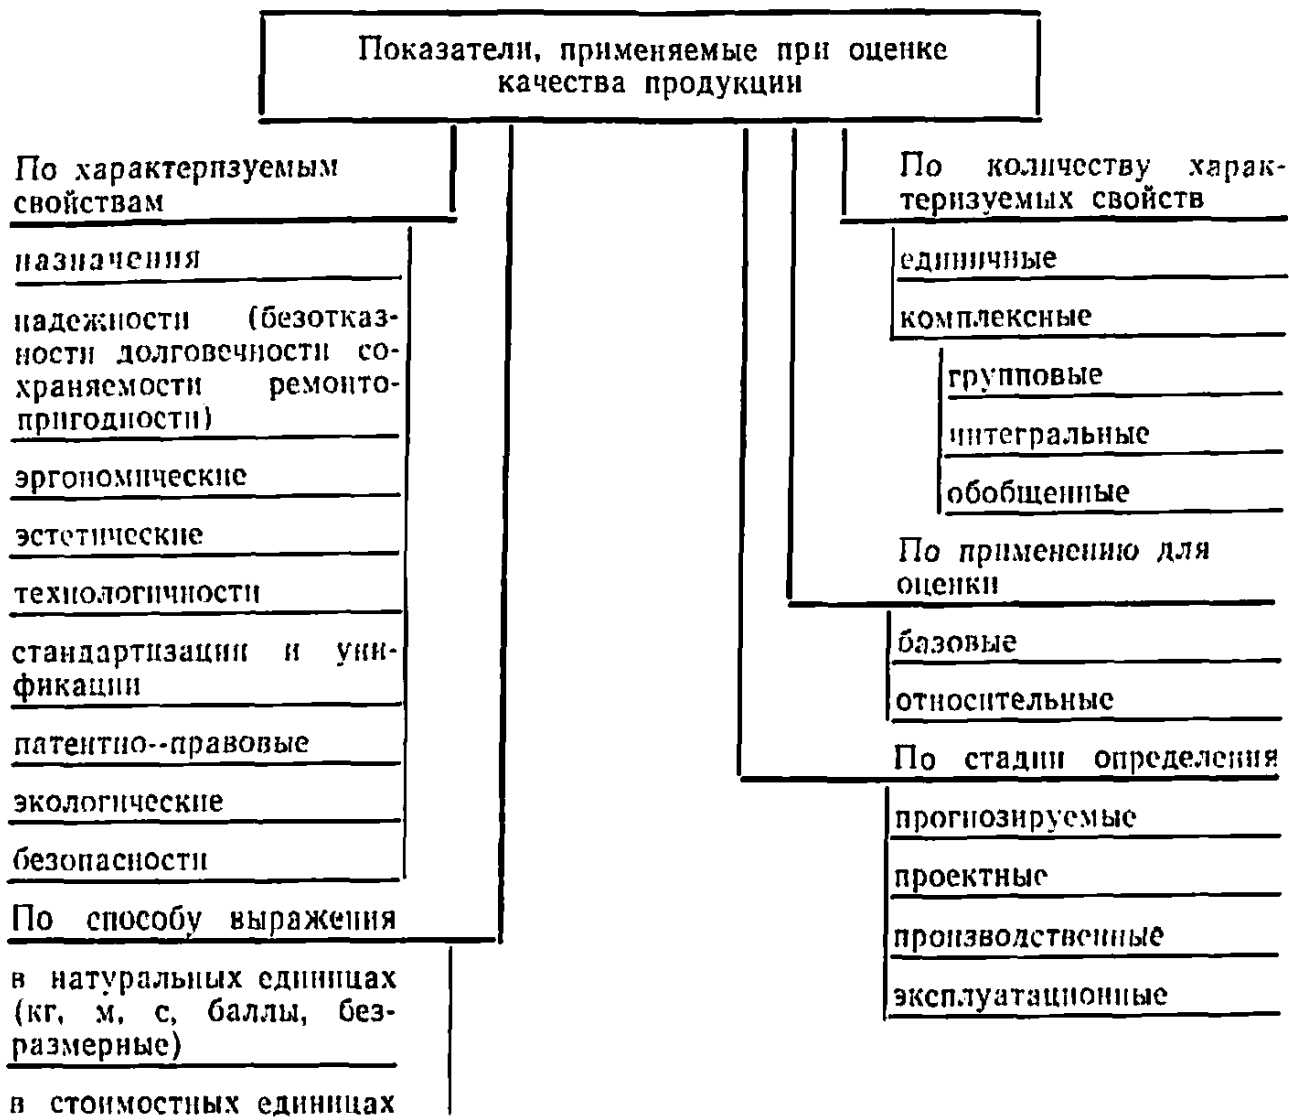 Показатели, применяемые при оценке
качества продукции
По характеризуемым
свойствам
назначения
надежности (безотказ-
ности долговечности со-
храняемости ремонто-
пригодности)
эргономические
эстетические
технологичности
стандартизации и уни-
фикации
патентно--правовые
экологические
безопасности
По способу выражения
в натуральных единицах
(кг, м, с, баллы, без-
размерные)
в стоимостных единицах
По количеству харак-
теризуемых свойств
единичные
комплексные
групповые
интегральные
обобщенные
По применению для
оценки
базовые
относительные
По стадии определения
прогнозируемые
проектные
производственные
эксплуатационные